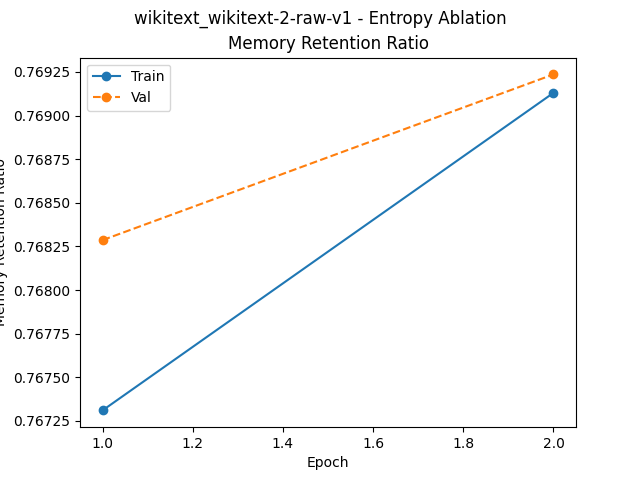 wikitext_wikitext-2-raw-v1 - Entropy Ablation
Memory Retention Ratio
Train
Val
0.76925
0.76900
0.76875
0.76850
0.76825
0.76800
0.76775
0.76750
0.76725
Memory Retention Ratio
1.0 1.2 1.4 1.6 1.8 2.0
Epoch